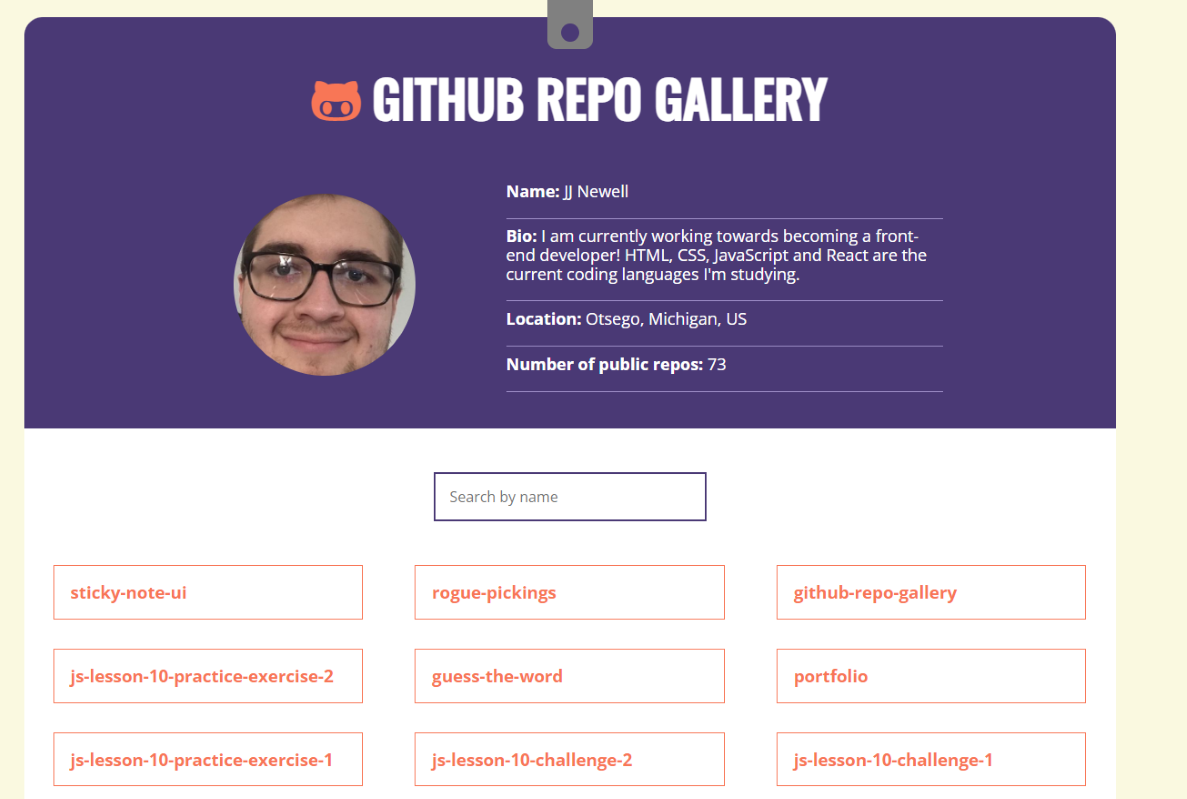 GITHUB REPO GALLERY
Name: JJ Newell
Bio: I am currently working towards becoming a front-
end developer! HTML, CSS, JavaScript and React are the
current coding languages I'm studying.
Location: Otsego, Michigan, US
Number of public repos: 73
Search by name
sticky-note-ui
rogue-pickings
github-repo-gallery
js-lesson-10-practice-exercise-2
guess-the-word
portfolio
js-lesson-10-practice-exercise-1
js-lesson-10-challenge-2
js-lesson-10-challenge-1